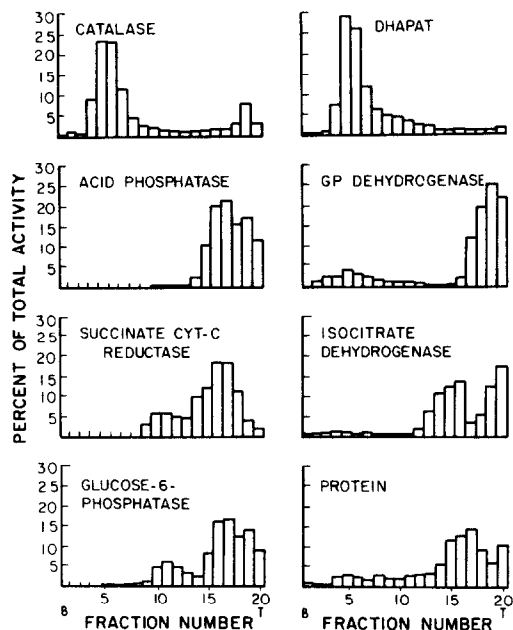 PERCENT OF TOTAL ACTIVITY
30
25
20
15
10
5
CATALASE
DHAPAT
30
25
20
15
10
5
ACID PHOSPHATASE
GP DEHYDROGENASE
30
25
20
15
10
5
SUCCINATE CYT-C
REDUCTASE
ISOCITRATE
DEHYDROGENASE
30
25
20
15
10
5
GLUCOSE-6-
PHOSPHATASE
PROTEIN
B 5 10 15 20 T
FRACTION NUMBER
B 5 10 15 20 T
FRACTION NUMBER